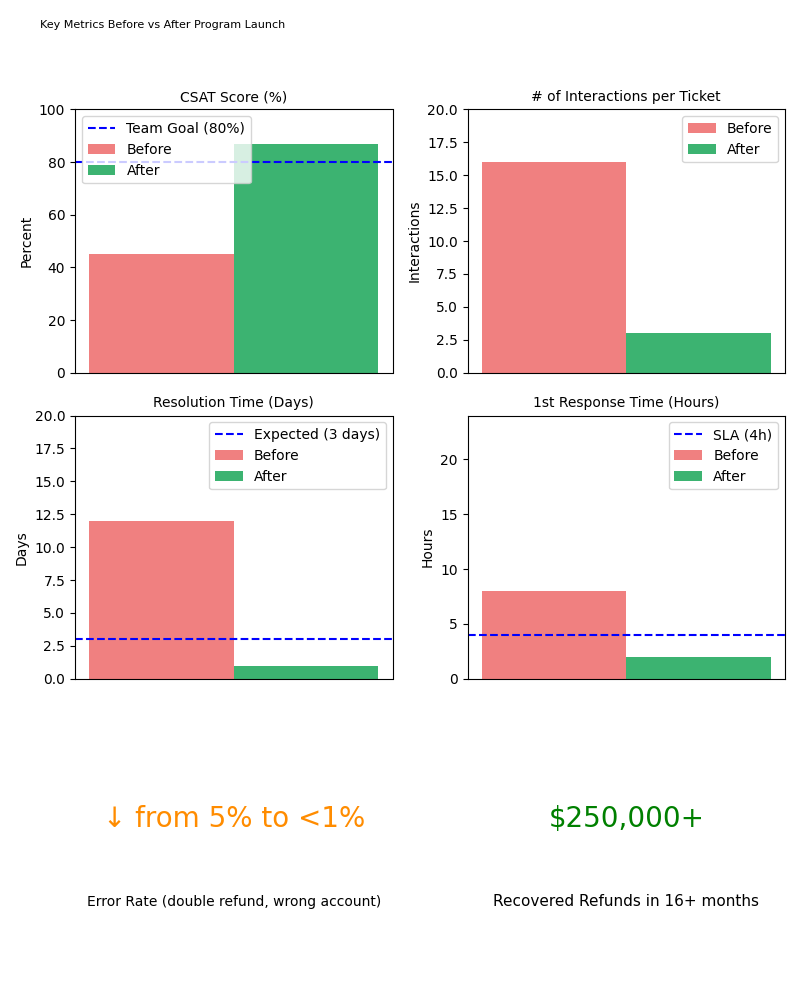 Key Metrics Before vs After Program Launch
CSAT Score (%)
100
80
60
40
20
0
Percent
Team Goal (80%)
Before
After
# of Interactions per Ticket
20.0
17.5
15.0
12.5
10.0
7.5
5.0
2.5
0.0
Interactions
Before
After
Resolution Time (Days)
20.0
17.5
15.0
12.5
10.0
7.5
5.0
2.5
0.0
Days
Expected (3 days)
Before
After
1st Response Time (Hours)
20
15
10
5
0
Hours
SLA (4h)
Before
After
↓ from 5% to <1%
Error Rate (double refund, wrong account)
$250,000+
Recovered Refunds in 16+ months